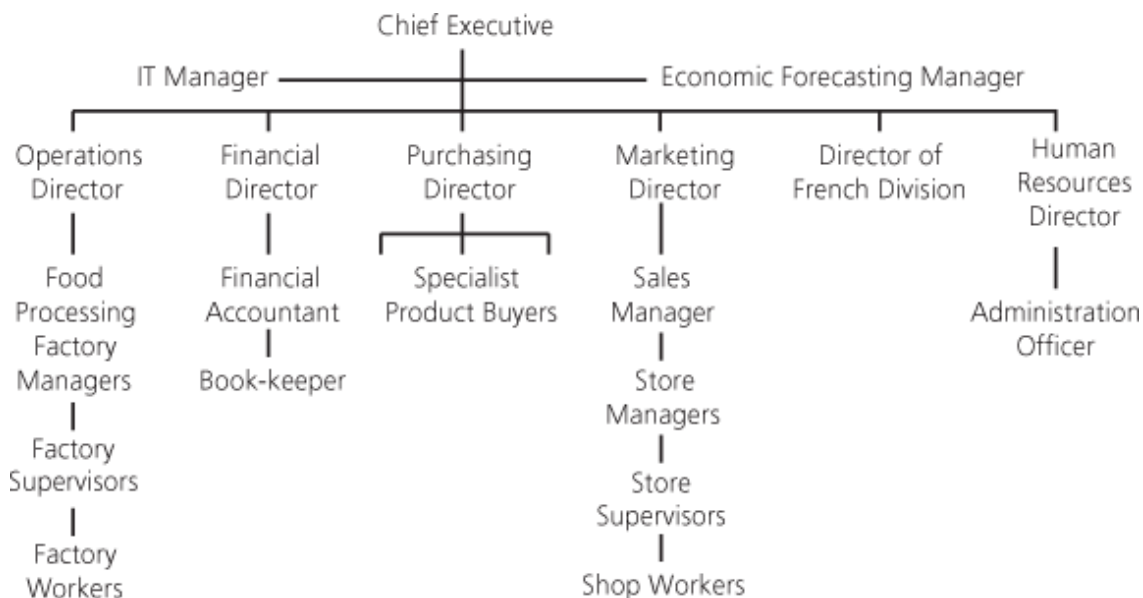 Chief Executive
IT Manager
Economic Forecasting Manager
Operations
Director
Financial
Director
Purchasing
Director
Marketing
Director
Director of
French Division
Human
Resources
Director
Food
Processing
Factory
Managers
Financial
Accountant
Specialist
Product Buyers
Sales
Manager
Administration
Officer
Book-keeper
Store
Managers
Factory
Supervisors
Store
Supervisors
Factory
Workers
Shop Workers